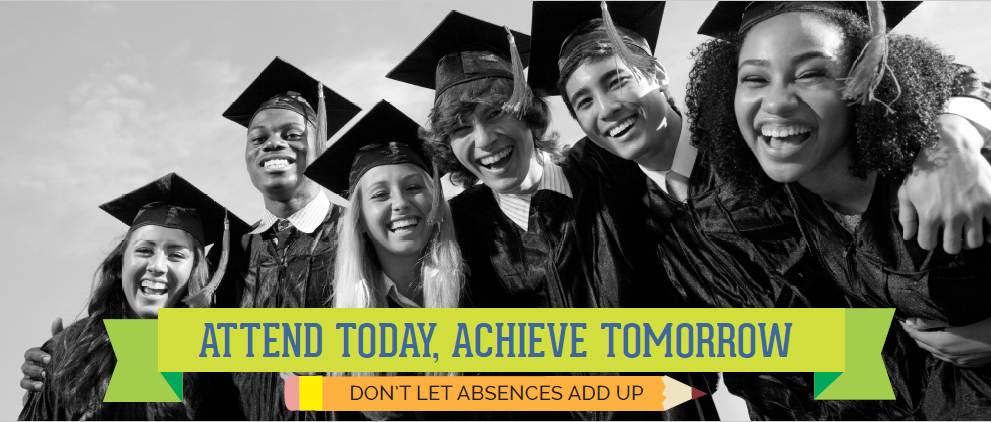 ATTEND TODAY, ACHIEVE TOMORROW
DON'T LET ABSENCES ADD UP